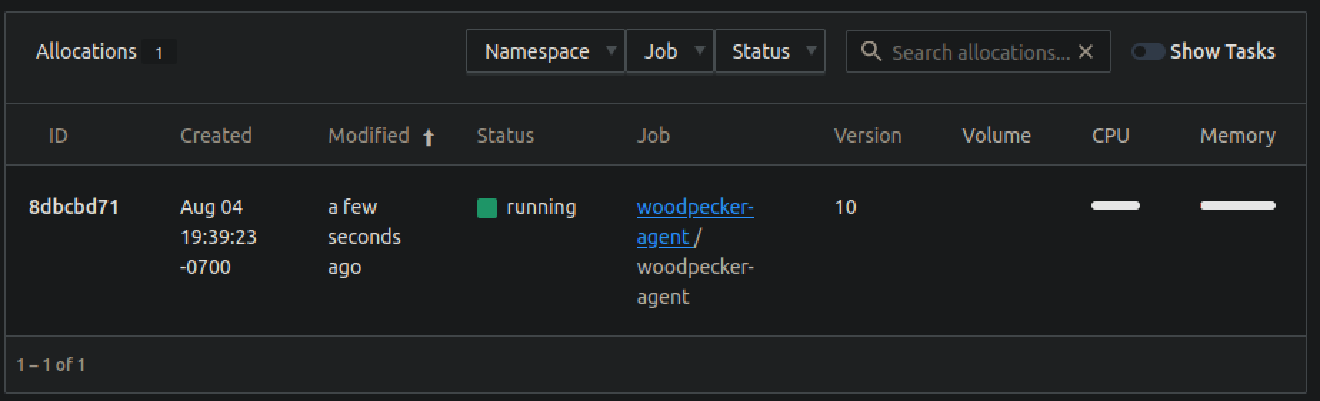 Allocations 1 Namespace Job Status Search allocations... Show Tasks
ID Created Modified Status Job Version Volume CPU Memory
8dbcbd71 Aug 04 a few running woodpecker- 10
19:39:23 seconds agent /
-0700 ago woodpecker-
agent
1 – 1 of 1